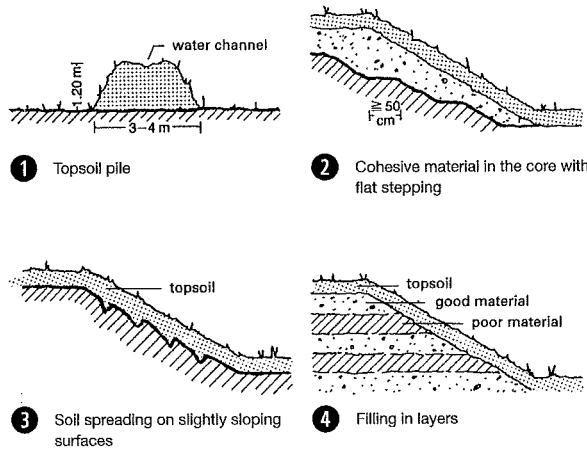 water channel
1.20 m
3–4 m
1 Topsoil pile
≧ 50
cm
2 Cohesive material in the core with
flat stepping
topsoil
3 Soil spreading on slightly sloping
surfaces
topsoil
good material
poor material
4 Filling in layers